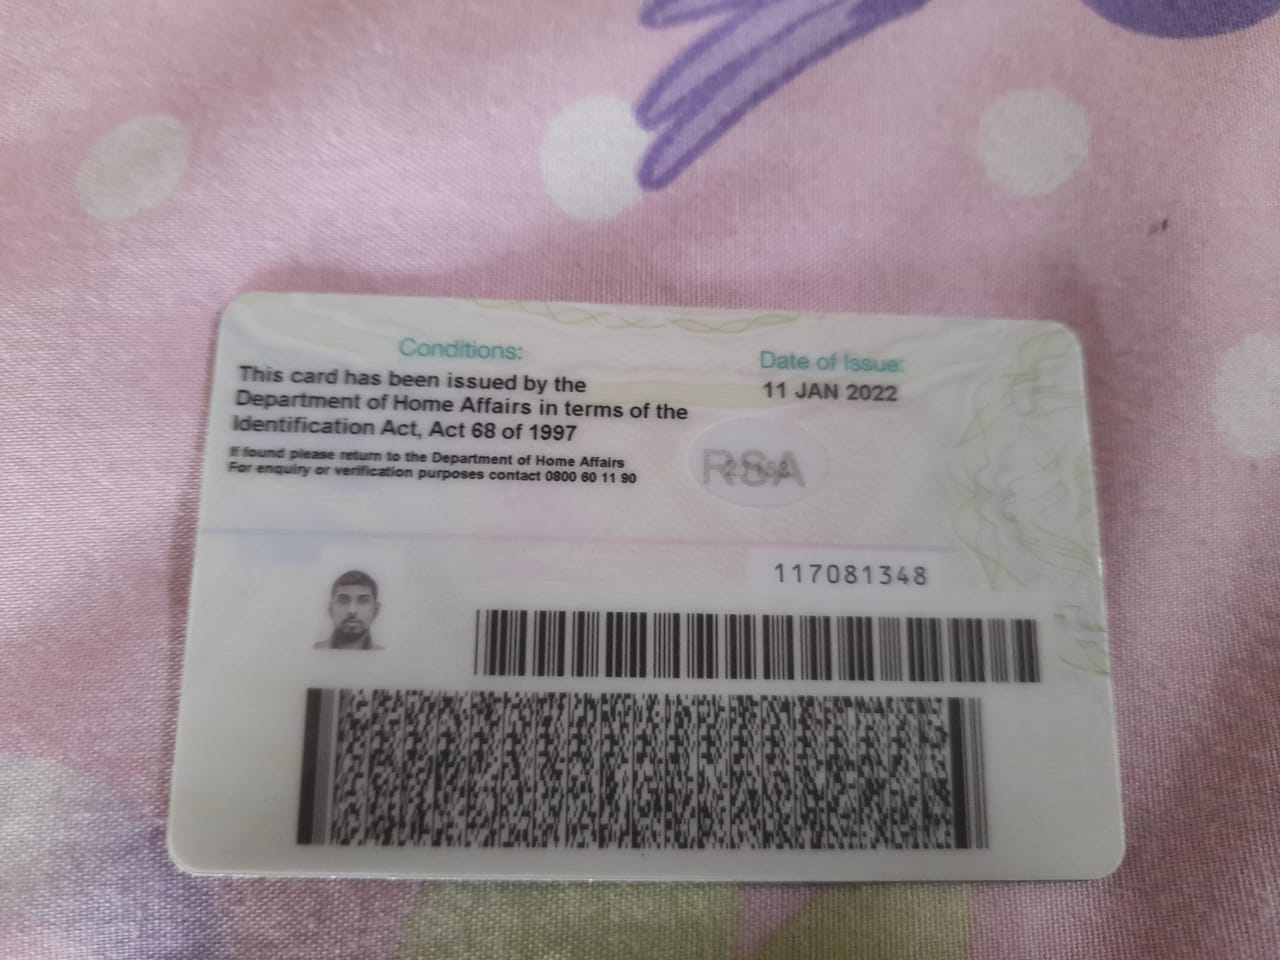 Conditions:
This card has been issued by the
Department of Home Affairs in terms of the
Identification Act, Act 68 of 1997
If found please return to the Department of Home Affairs
For enquiry or verification purposes contact 0800 60 11 90
Date of Issue:
11 JAN 2022
RSA
117081348